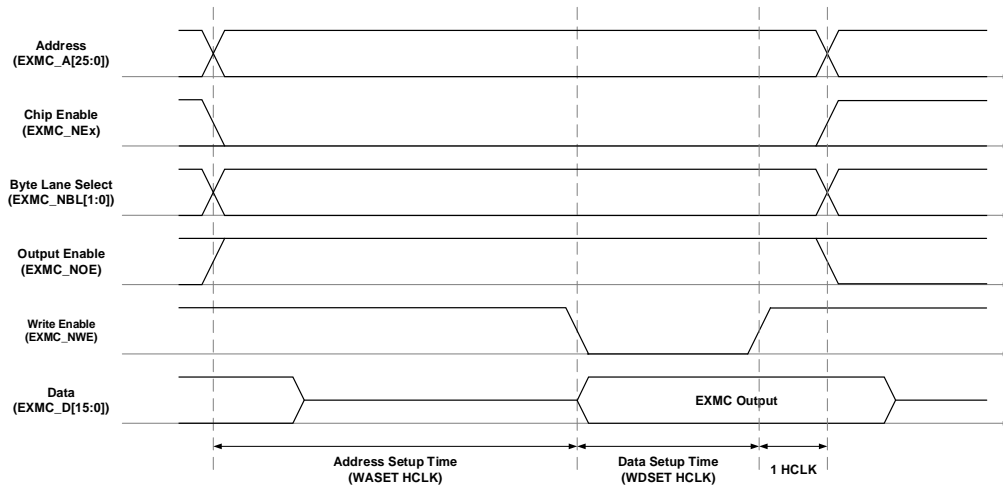 Address
(EXMC_A[25:0])
Chip Enable
(EXMC_NEx)
Byte Lane Select
(EXMC_NBL[1:0])
Output Enable
(EXMC_NOE)
Write Enable
(EXMC_NWE)
Data
(EXMC_D[15:0])
EXMC Output
Address Setup Time
(WASET HCLK)
Data Setup Time
(WDSET HCLK)
1 HCLK